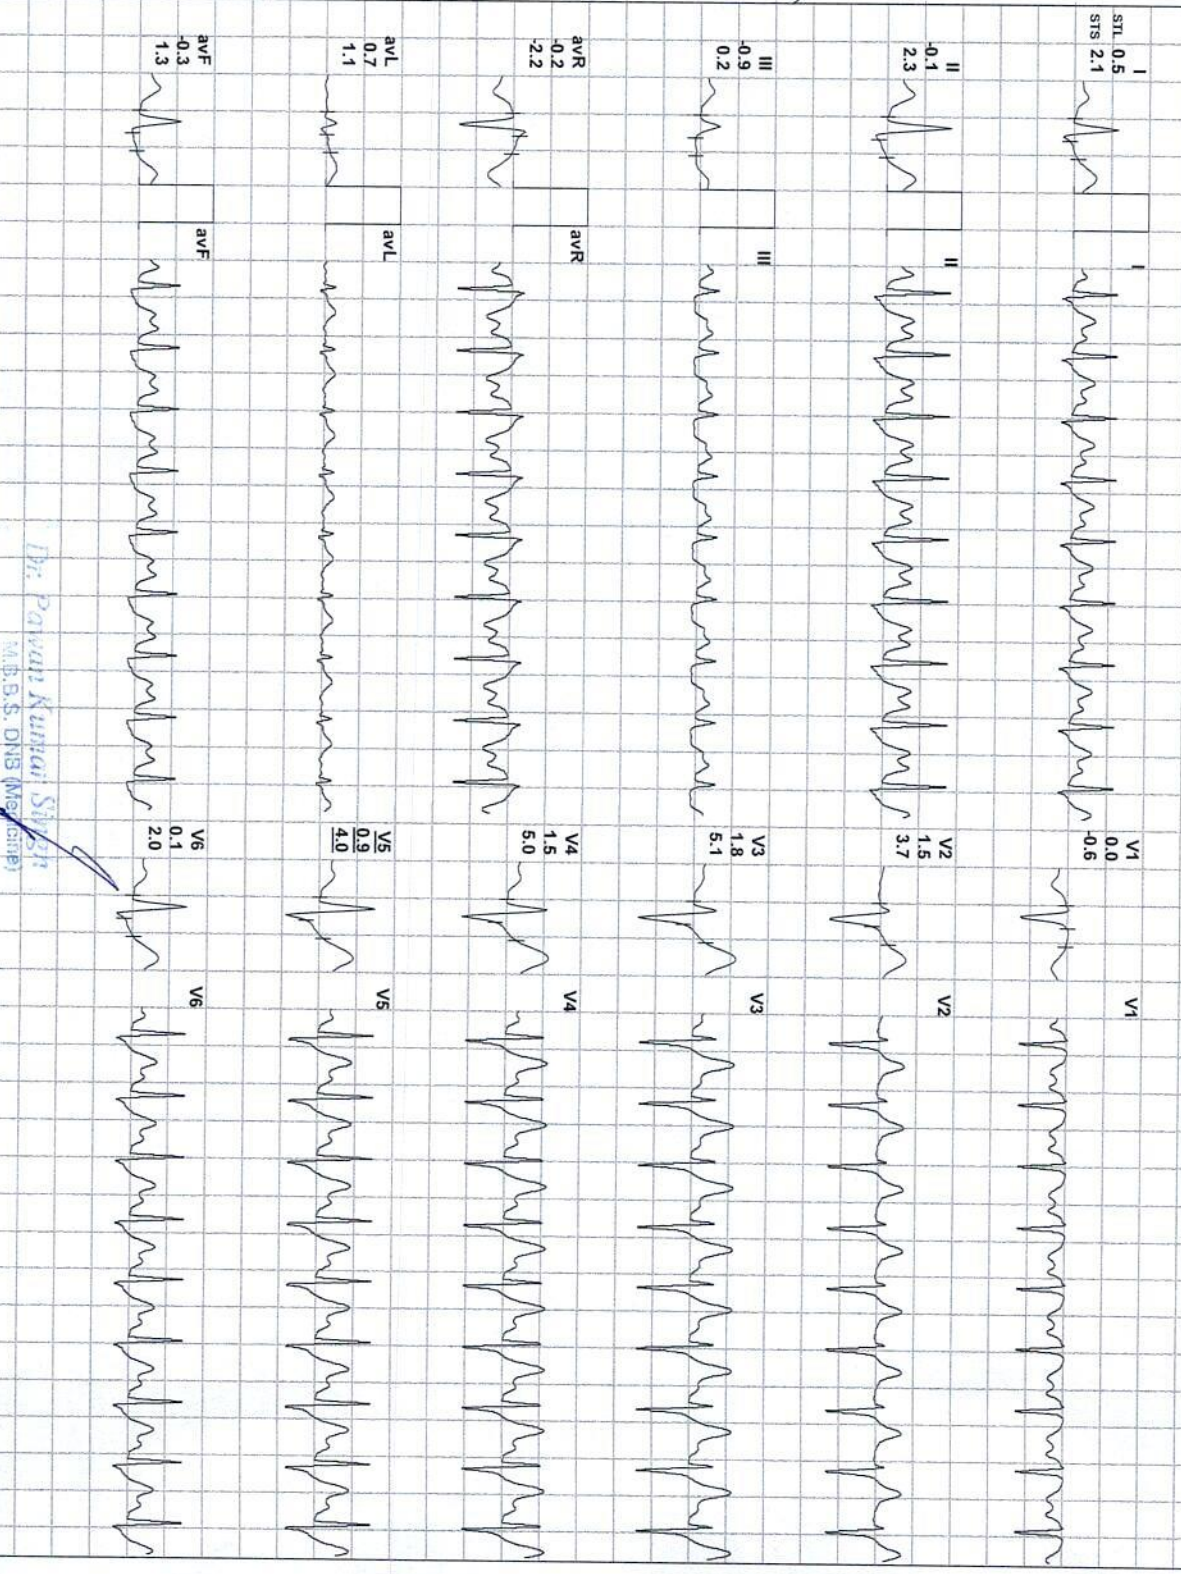 I
STL 0.5
STS 2.1
II
-0.1
2.3
III
-0.9
0.2
avR
-0.2
-2.2
avL
0.7
1.1
avF
-0.3
1.3
I
II
III
avR
avL
avF
V1
0.0
-0.6
V2
1.5
3.7
V3
1.8
5.1
V4
1.5
5.0
V5
0.9
4.0
V6
0.1
2.0
V1
V2
V3
V4
V5
V6
Dr. Pawan Kumar Singh
M.B.B.S. DNB (Medicine)